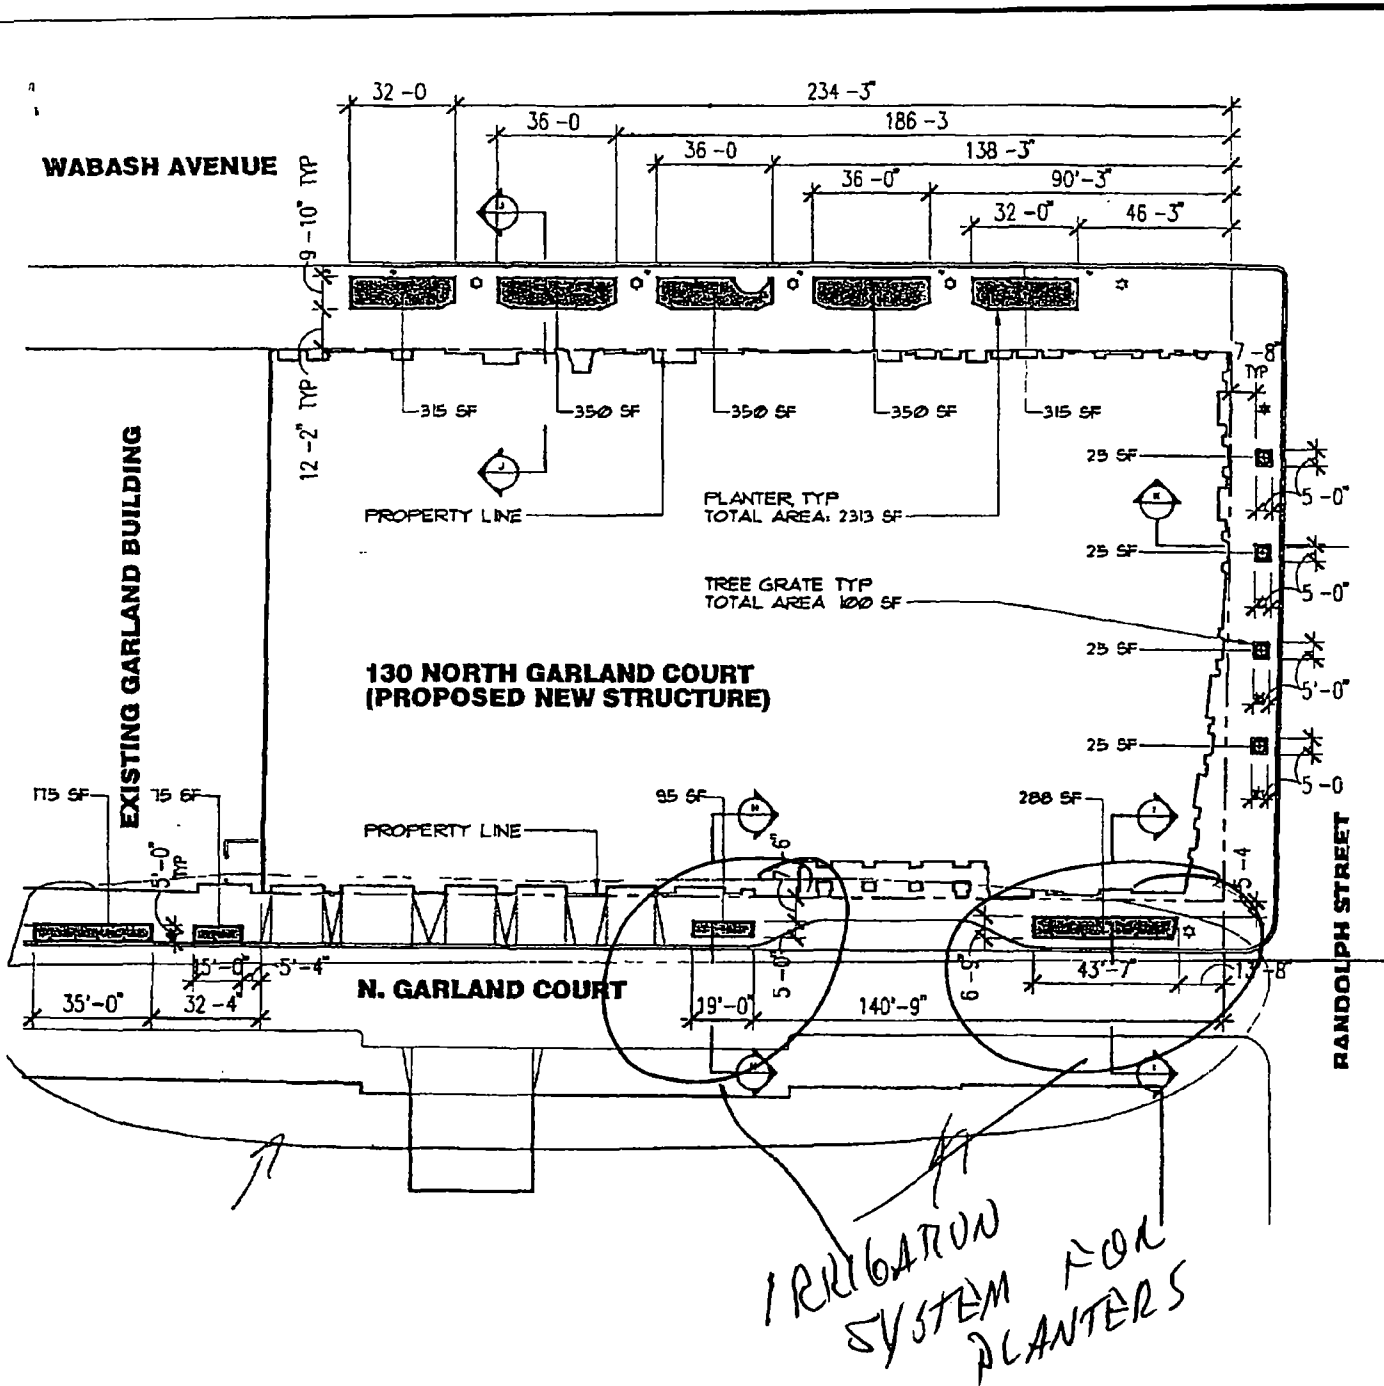 32 -0
234 -3"
36 -0
186 -3
36 -0
138 -3"
36 -0"
90'-3"
32 -0"
46 -3"
WABASH AVENUE
9 -10" TYP
J
7 -8"
TYP
12 -2" TYP
315 SF
350 SF
350 SF
350 SF
315 SF
25 SF
5 -0"
J
PROPERTY LINE
PLANTER, TYP
TOTAL AREA: 2313 SF
K
25 SF
5 -0"
TREE GRATE TYP
TOTAL AREA 100 SF
25 SF
5'-0"
EXISTING GARLAND BUILDING
130 NORTH GARLAND COURT
(PROPOSED NEW STRUCTURE)
25 SF
5 -0
175 SF
75 SF
95 SF
H
288 SF
I
PROPERTY LINE
5'-0"
TYP
7 -6"
5 -4
RANDOLPH STREET
15'-0"
5'-4"
5 -0"
6 -9"
43'-7"
13'-8"
35'-0"
32 -4"
N. GARLAND COURT
19'-0"
140'-9"
H
I
IRRIGATION
SYSTEM FOR
PLANTERS